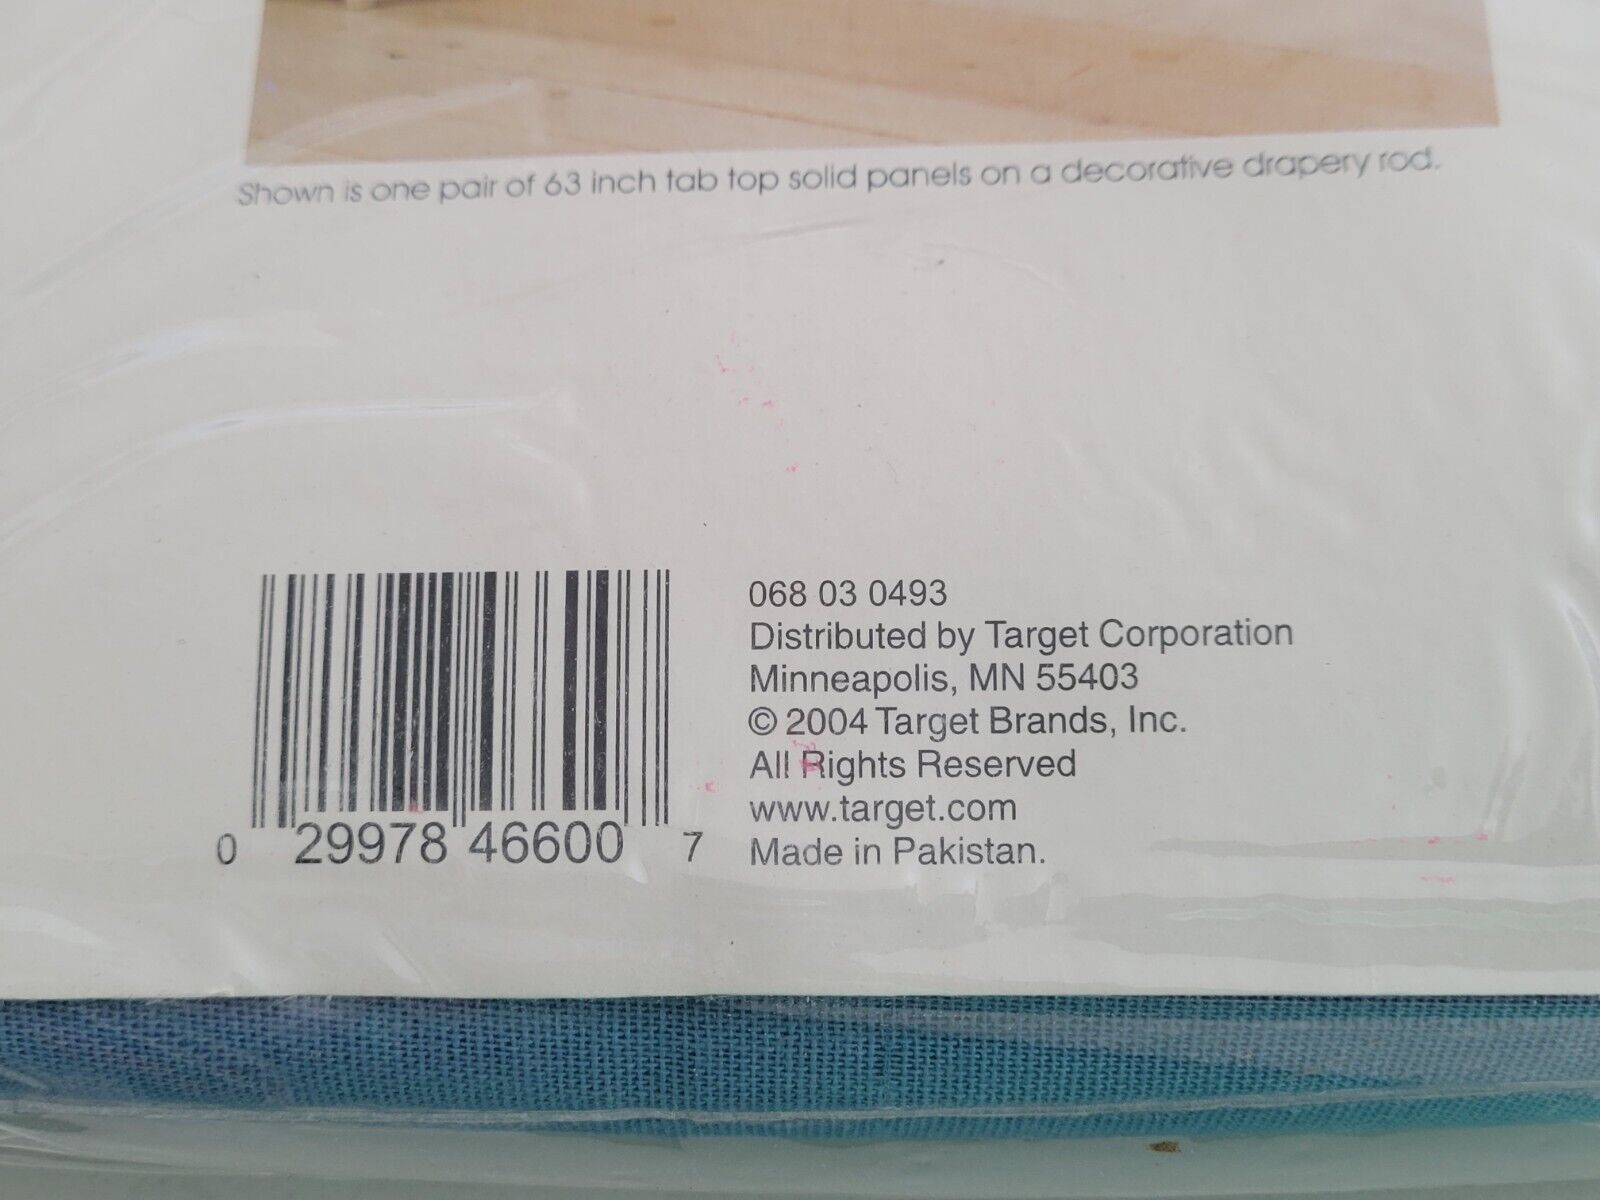 Shown is one pair of 63 inch tab top solid panels on a decorative drapery rod.
068 03 0493
Distributed by Target Corporation
Minneapolis, MN 55403
© 2004 Target Brands, Inc.
All Rights Reserved
www.target.com
Made in Pakistan.
0 29978 46600 7